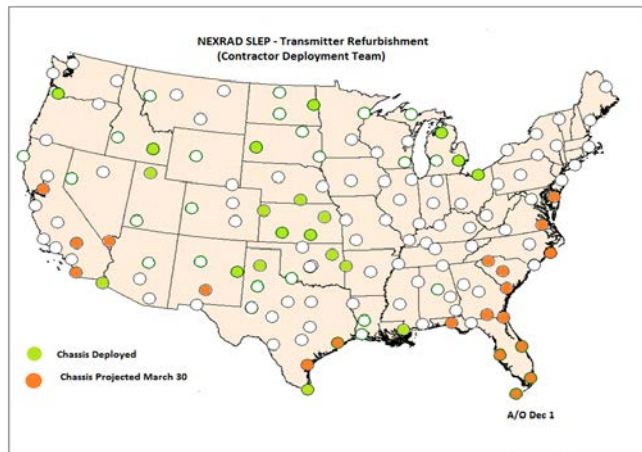 NEXRAD SLEP - Transmitter Refurbishment
(Contractor Deployment Team)
Chassis Deployed
Chassis Projected March 30
A/O Dec 1